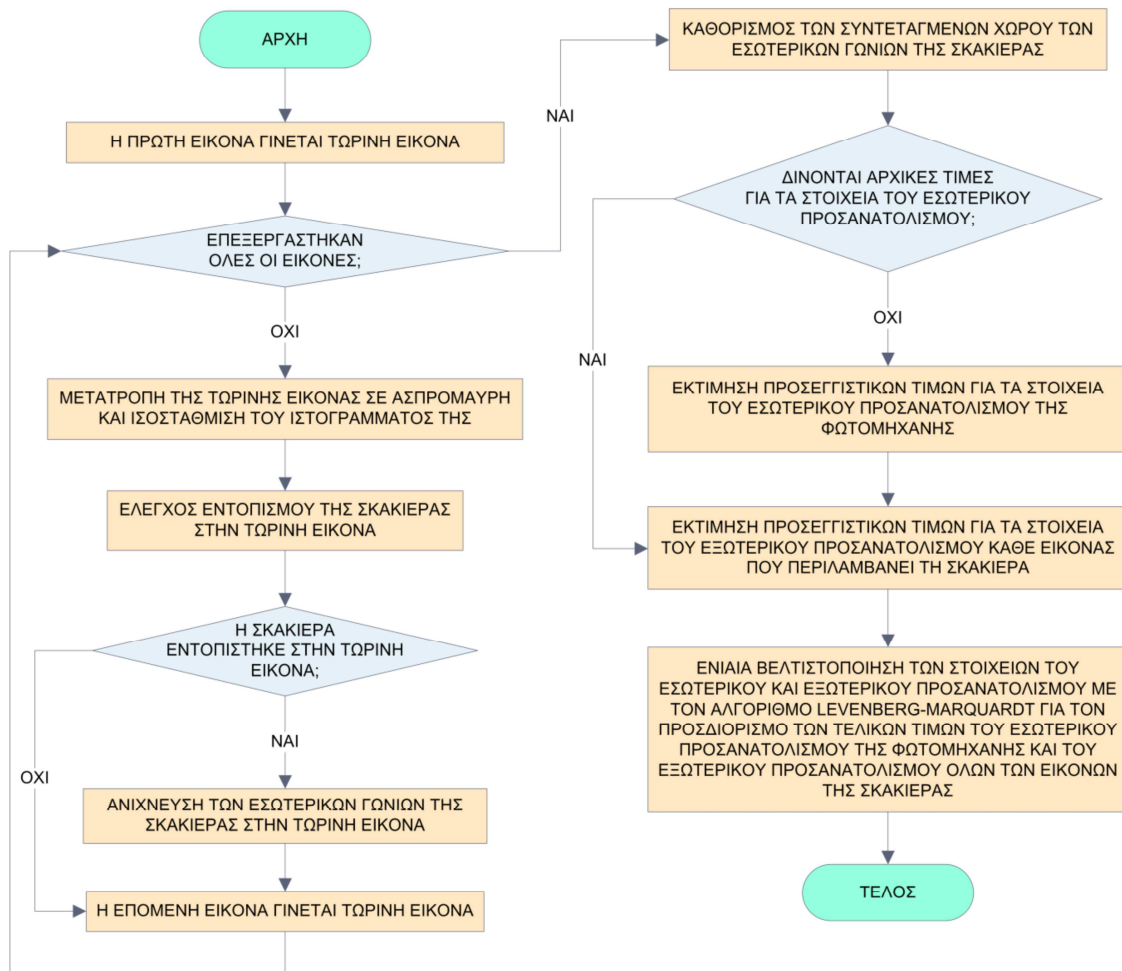 ΑΡΧΗ
Η ΠΡΩΤΗ ΕΙΚΟΝΑ ΓΙΝΕΤΑΙ ΤΩΡΙΝΗ ΕΙΚΟΝΑ
ΕΠΕΞΕΡΓΑΣΤΗΚΑΝ
ΟΛΕΣ ΟΙ ΕΙΚΟΝΕΣ;
ΟΧΙ
ΜΕΤΑΤΡΟΠΗ ΤΗΣ ΤΩΡΙΝΗΣ ΕΙΚΟΝΑΣ ΣΕ ΑΣΠΡΟΜΑΥΡΗ
ΚΑΙ ΙΣΟΣΤΑΘΜΙΣΗ ΤΟΥ ΙΣΤΟΓΡΑΜΜΑΤΟΣ ΤΗΣ
ΕΛΕΓΧΟΣ ΕΝΤΟΠΙΣΜΟΥ ΤΗΣ ΣΚΑΚΙΕΡΑΣ
ΣΤΗΝ ΤΩΡΙΝΗ ΕΙΚΟΝΑ
Η ΣΚΑΚΙΕΡΑ
ΕΝΤΟΠΙΣΤΗΚΕ ΣΤΗΝ ΤΩΡΙΝΗ
ΕΙΚΟΝΑ;
ΝΑΙ
ΟΧΙ
ΑΝΙΧΝΕΥΣΗ ΤΩΝ ΕΣΩΤΕΡΙΚΩΝ ΓΩΝΙΩΝ ΤΗΣ
ΣΚΑΚΙΕΡΑΣ ΣΤΗΝ ΤΩΡΙΝΗ ΕΙΚΟΝΑ
Η ΕΠΟΜΕΝΗ ΕΙΚΟΝΑ ΓΙΝΕΤΑΙ ΤΩΡΙΝΗ ΕΙΚΟΝΑ
ΝΑΙ
ΚΑΘΟΡΙΣΜΟΣ ΤΩΝ ΣΥΝΤΕΤΑΓΜΕΝΩΝ ΧΩΡΟΥ ΤΩΝ
ΕΣΩΤΕΡΙΚΩΝ ΓΩΝΙΩΝ ΤΗΣ ΣΚΑΚΙΕΡΑΣ
ΔΙΝΟΝΤΑΙ ΑΡΧΙΚΕΣ ΤΙΜΕΣ
ΓΙΑ ΤΑ ΣΤΟΙΧΕΙΑ ΤΟΥ ΕΣΩΤΕΡΙΚΟΥ
ΠΡΟΣΑΝΑΤΟΛΙΣΜΟΥ;
ΟΧΙ
ΝΑΙ
ΕΚΤΙΜΗΣΗ ΠΡΟΣΕΓΓΙΣΤΙΚΩΝ ΤΙΜΩΝ ΓΙΑ ΤΑ ΣΤΟΙΧΕΙΑ
ΤΟΥ ΕΣΩΤΕΡΙΚΟΥ ΠΡΟΣΑΝΑΤΟΛΙΣΜΟΥ ΤΗΣ
ΦΩΤΟΜΗΧΑΝΗΣ
ΕΚΤΙΜΗΣΗ ΠΡΟΣΕΓΓΙΣΤΙΚΩΝ ΤΙΜΩΝ ΓΙΑ ΤΑ ΣΤΟΙΧΕΙΑ
ΤΟΥ ΕΞΩΤΕΡΙΚΟΥ ΠΡΟΣΑΝΑΤΟΛΙΣΜΟΥ ΚΑΘΕ ΕΙΚΟΝΑΣ
ΠΟΥ ΠΕΡΙΛΑΜΒΑΝΕΙ ΤΗ ΣΚΑΚΙΕΡΑ
ΕΝΙΑΙΑ ΒΕΛΤΙΣΤΟΠΟΙΗΣΗ ΤΩΝ ΣΤΟΙΧΕΙΩΝ ΤΟΥ
ΕΣΩΤΕΡΙΚΟΥ ΚΑΙ ΕΞΩΤΕΡΙΚΟΥ ΠΡΟΣΑΝΑΤΟΛΙΣΜΟΥ ΜΕ
ΤΟΝ ΑΛΓΟΡΙΘΜΟ LEVENBERG-MARQUARDT ΓΙΑ ΤΟΝ
ΠΡΟΣΔΙΟΡΙΣΜΟ ΤΩΝ ΤΕΛΙΚΩΝ ΤΙΜΩΝ ΤΟΥ ΕΣΩΤΕΡΙΚΟΥ
ΠΡΟΣΑΝΑΤΟΛΙΣΜΟΥ ΤΗΣ ΦΩΤΟΜΗΧΑΝΗΣ ΚΑΙ ΤΟΥ
ΕΞΩΤΕΡΙΚΟΥ ΠΡΟΣΑΝΑΤΟΛΙΣΜΟΥ ΟΛΩΝ ΤΩΝ ΕΙΚΟΝΩΝ
ΤΗΣ ΣΚΑΚΙΕΡΑΣ
ΤΕΛΟΣ